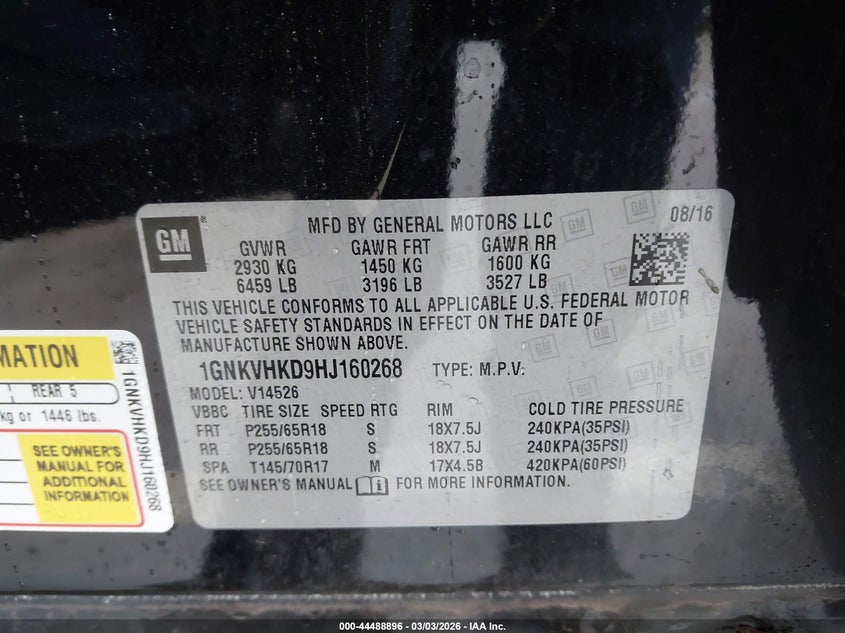 GM
MFD BY GENERAL MOTORS LLC
08/16
GVWR GAWR FRT GAWR RR
2930 KG 1450 KG 1600 KG
6459 LB 3196 LB 3527 LB
THIS VEHICLE CONFORMS TO ALL APPLICABLE U.S. FEDERAL MOTOR
VEHICLE SAFETY STANDARDS IN EFFECT ON THE DATE OF
MANUFACTURE SHOWN ABOVE.
1GNKVHKD9HJ160268 TYPE: M.P.V.
MODEL: V14526
VBBC TIRE SIZE SPEED RTG RIM COLD TIRE PRESSURE
FRT P255/65R18 S 18X7.5J 240KPA(35PSI)
RR P255/65R18 S 18X7.5J 240KPA(35PSI)
SPA T145/70R17 M 17X4.5B 420KPA(60PSI)
SEE OWNER'S MANUAL FOR MORE INFORMATION.
MATION
REAR 5
kg or 1446 lbs.
SEE OWNER'S
MANUAL FOR
ADDITIONAL
INFORMATION
1GNKVHKD9HJ160268
000-44488896 - 03/03/2026 - IAA Inc.